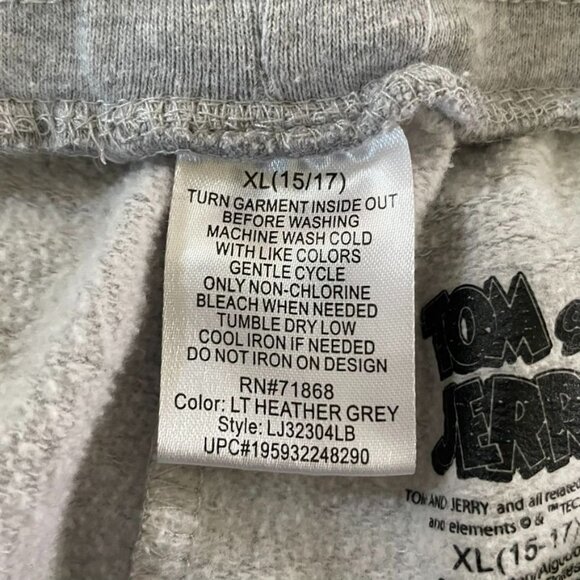 XL(15/17)
TURN GARMENT INSIDE OUT
BEFORE WASHING
MACHINE WASH COLD
WITH LIKE COLORS
GENTLE CYCLE
ONLY NON-CHLORINE
BLEACH WHEN NEEDED
TUMBLE DRY LOW
COOL IRON IF NEEDED
DO NOT IRON ON DESIGN
RN#71868
Color: LT HEATHER GREY
Style: LJ32304LB
UPC#195932248290
TOM
JERR
TOM AND JERRY and all related
and elements © & ™
XL(15-17)